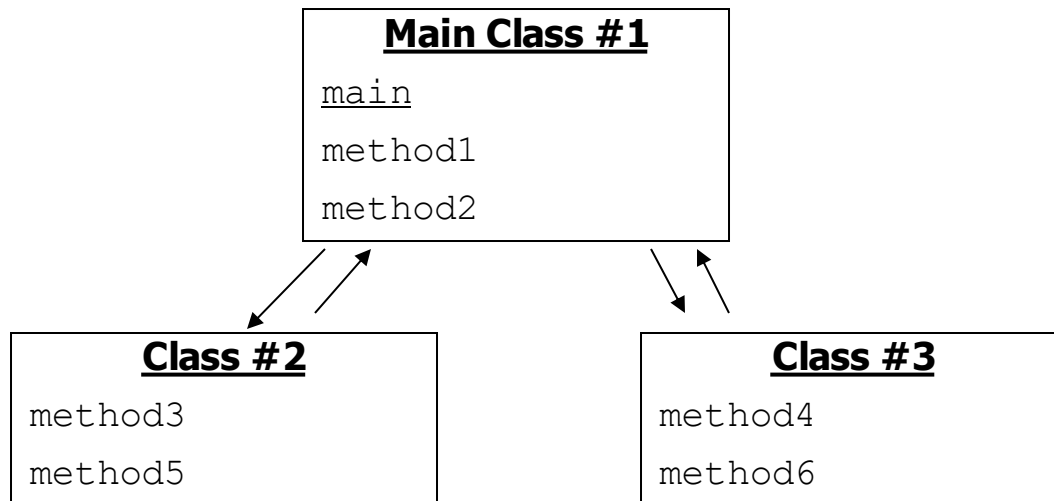 Main Class #1
main
method1
method2
Class #2
method3
method5
Class #3
method4
method6